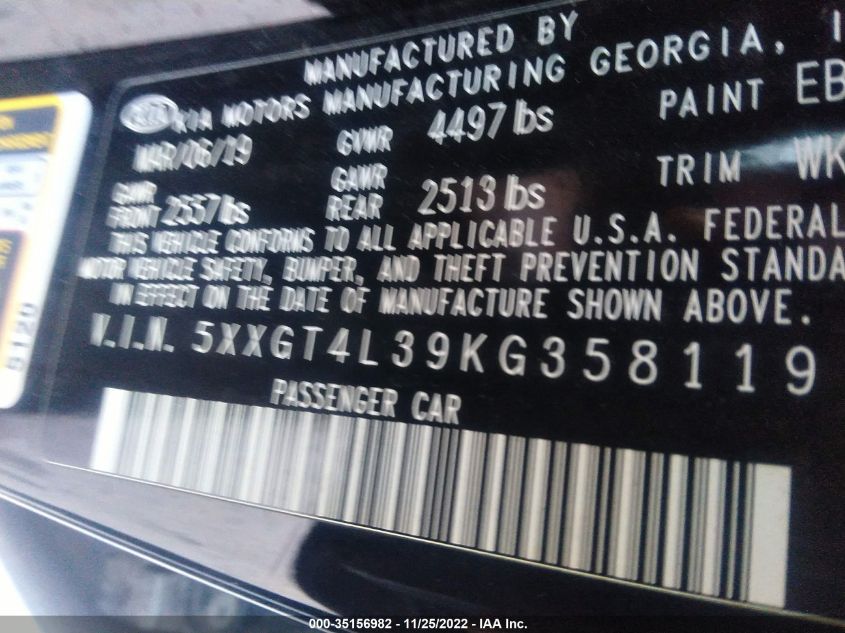 MANUFACTURED BY
KIA KIA MOTORS MANUFACTURING GEORGIA, I
MAR/06/19 GVWR 4497 lbs PAINT EB
GAWR FRONT 2557 lbs GAWR REAR 2513 lbs TRIM WK
THIS VEHICLE CONFORMS TO ALL APPLICABLE U.S.A. FEDERAL
MOTOR VEHICLE SAFETY, BUMPER, AND THEFT PREVENTION STANDA
IN EFFECT ON THE DATE OF MANUFACTURE SHOWN ABOVE.
V.I.N. 5XXGT4L39KG358119
PASSENGER CAR
5120
000-35156982 - 11/25/2022 - IAA Inc.